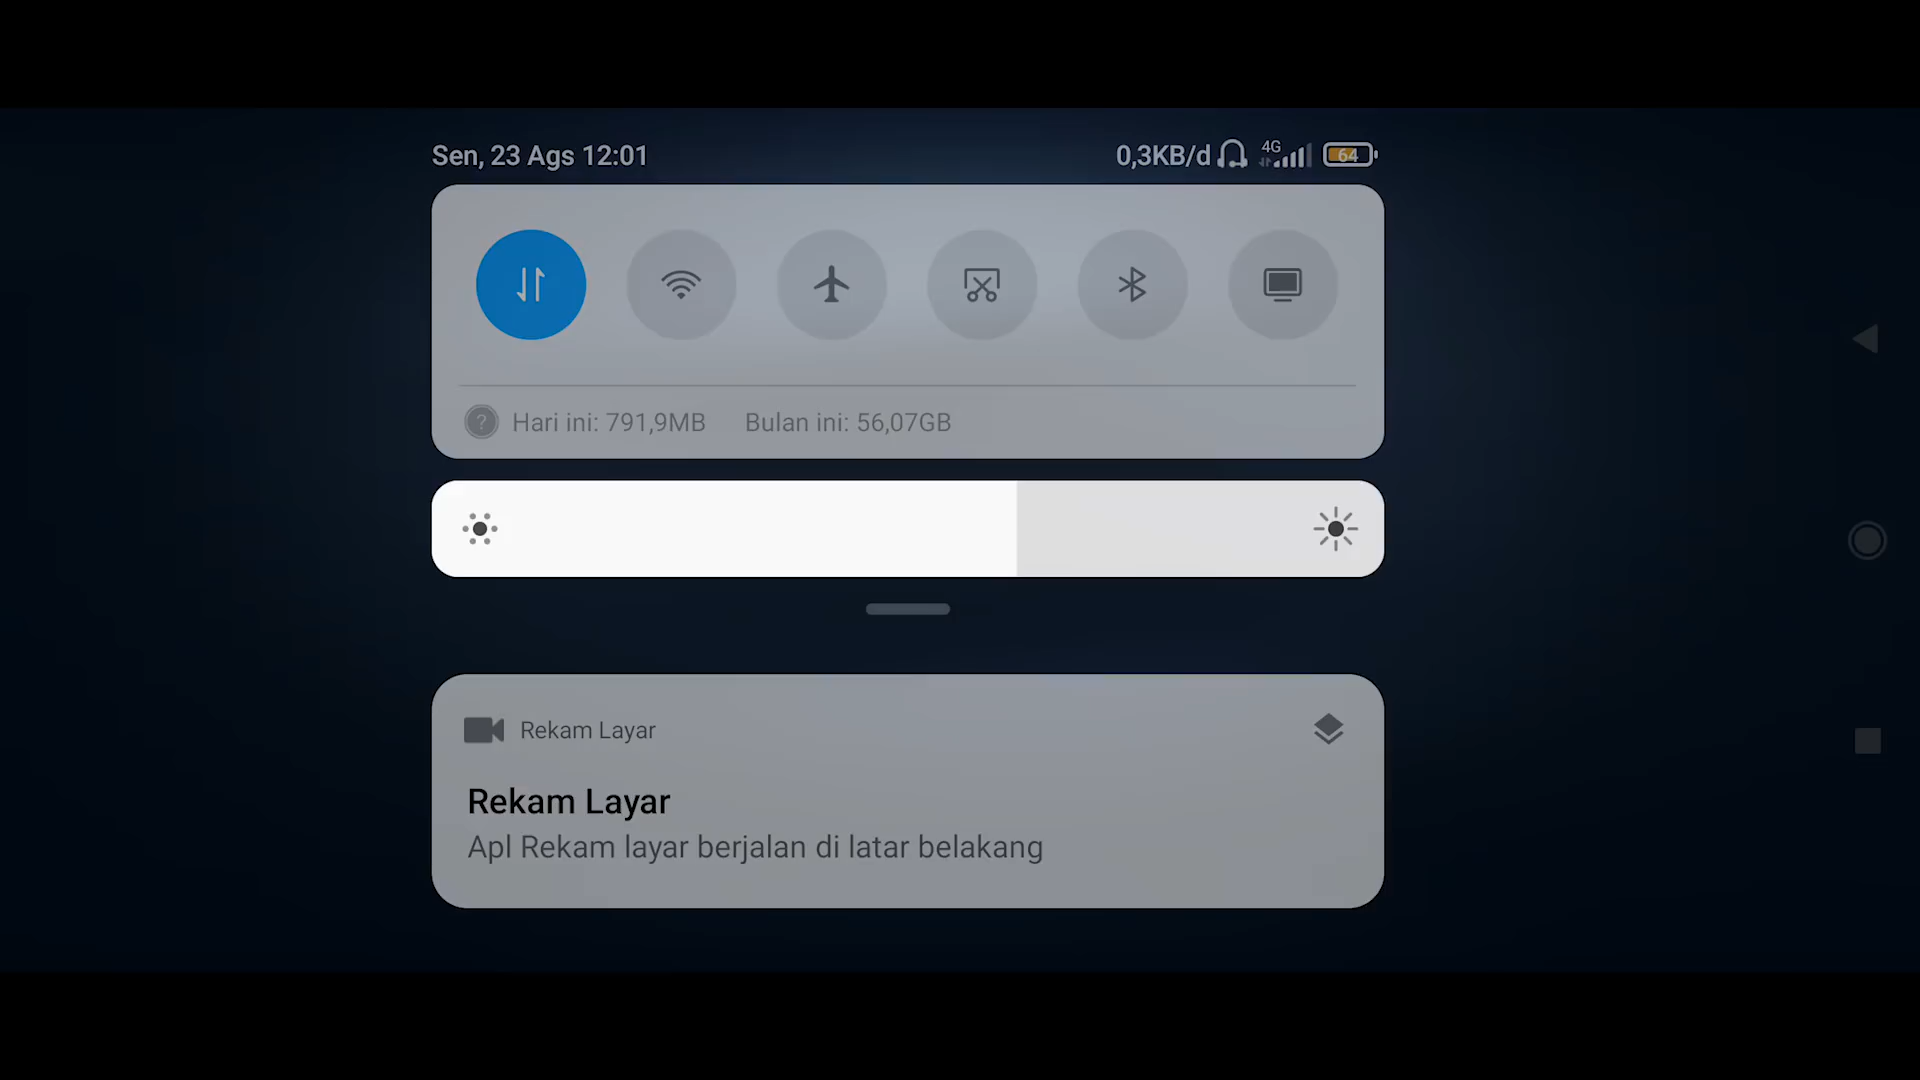 Sen, 23 Ags 12:01
0,3KB/d 4G 64
Hari ini: 791,9MB Bulan ini: 56,07GB
Rekam Layar
Rekam Layar
Apl Rekam layar berjalan di latar belakang